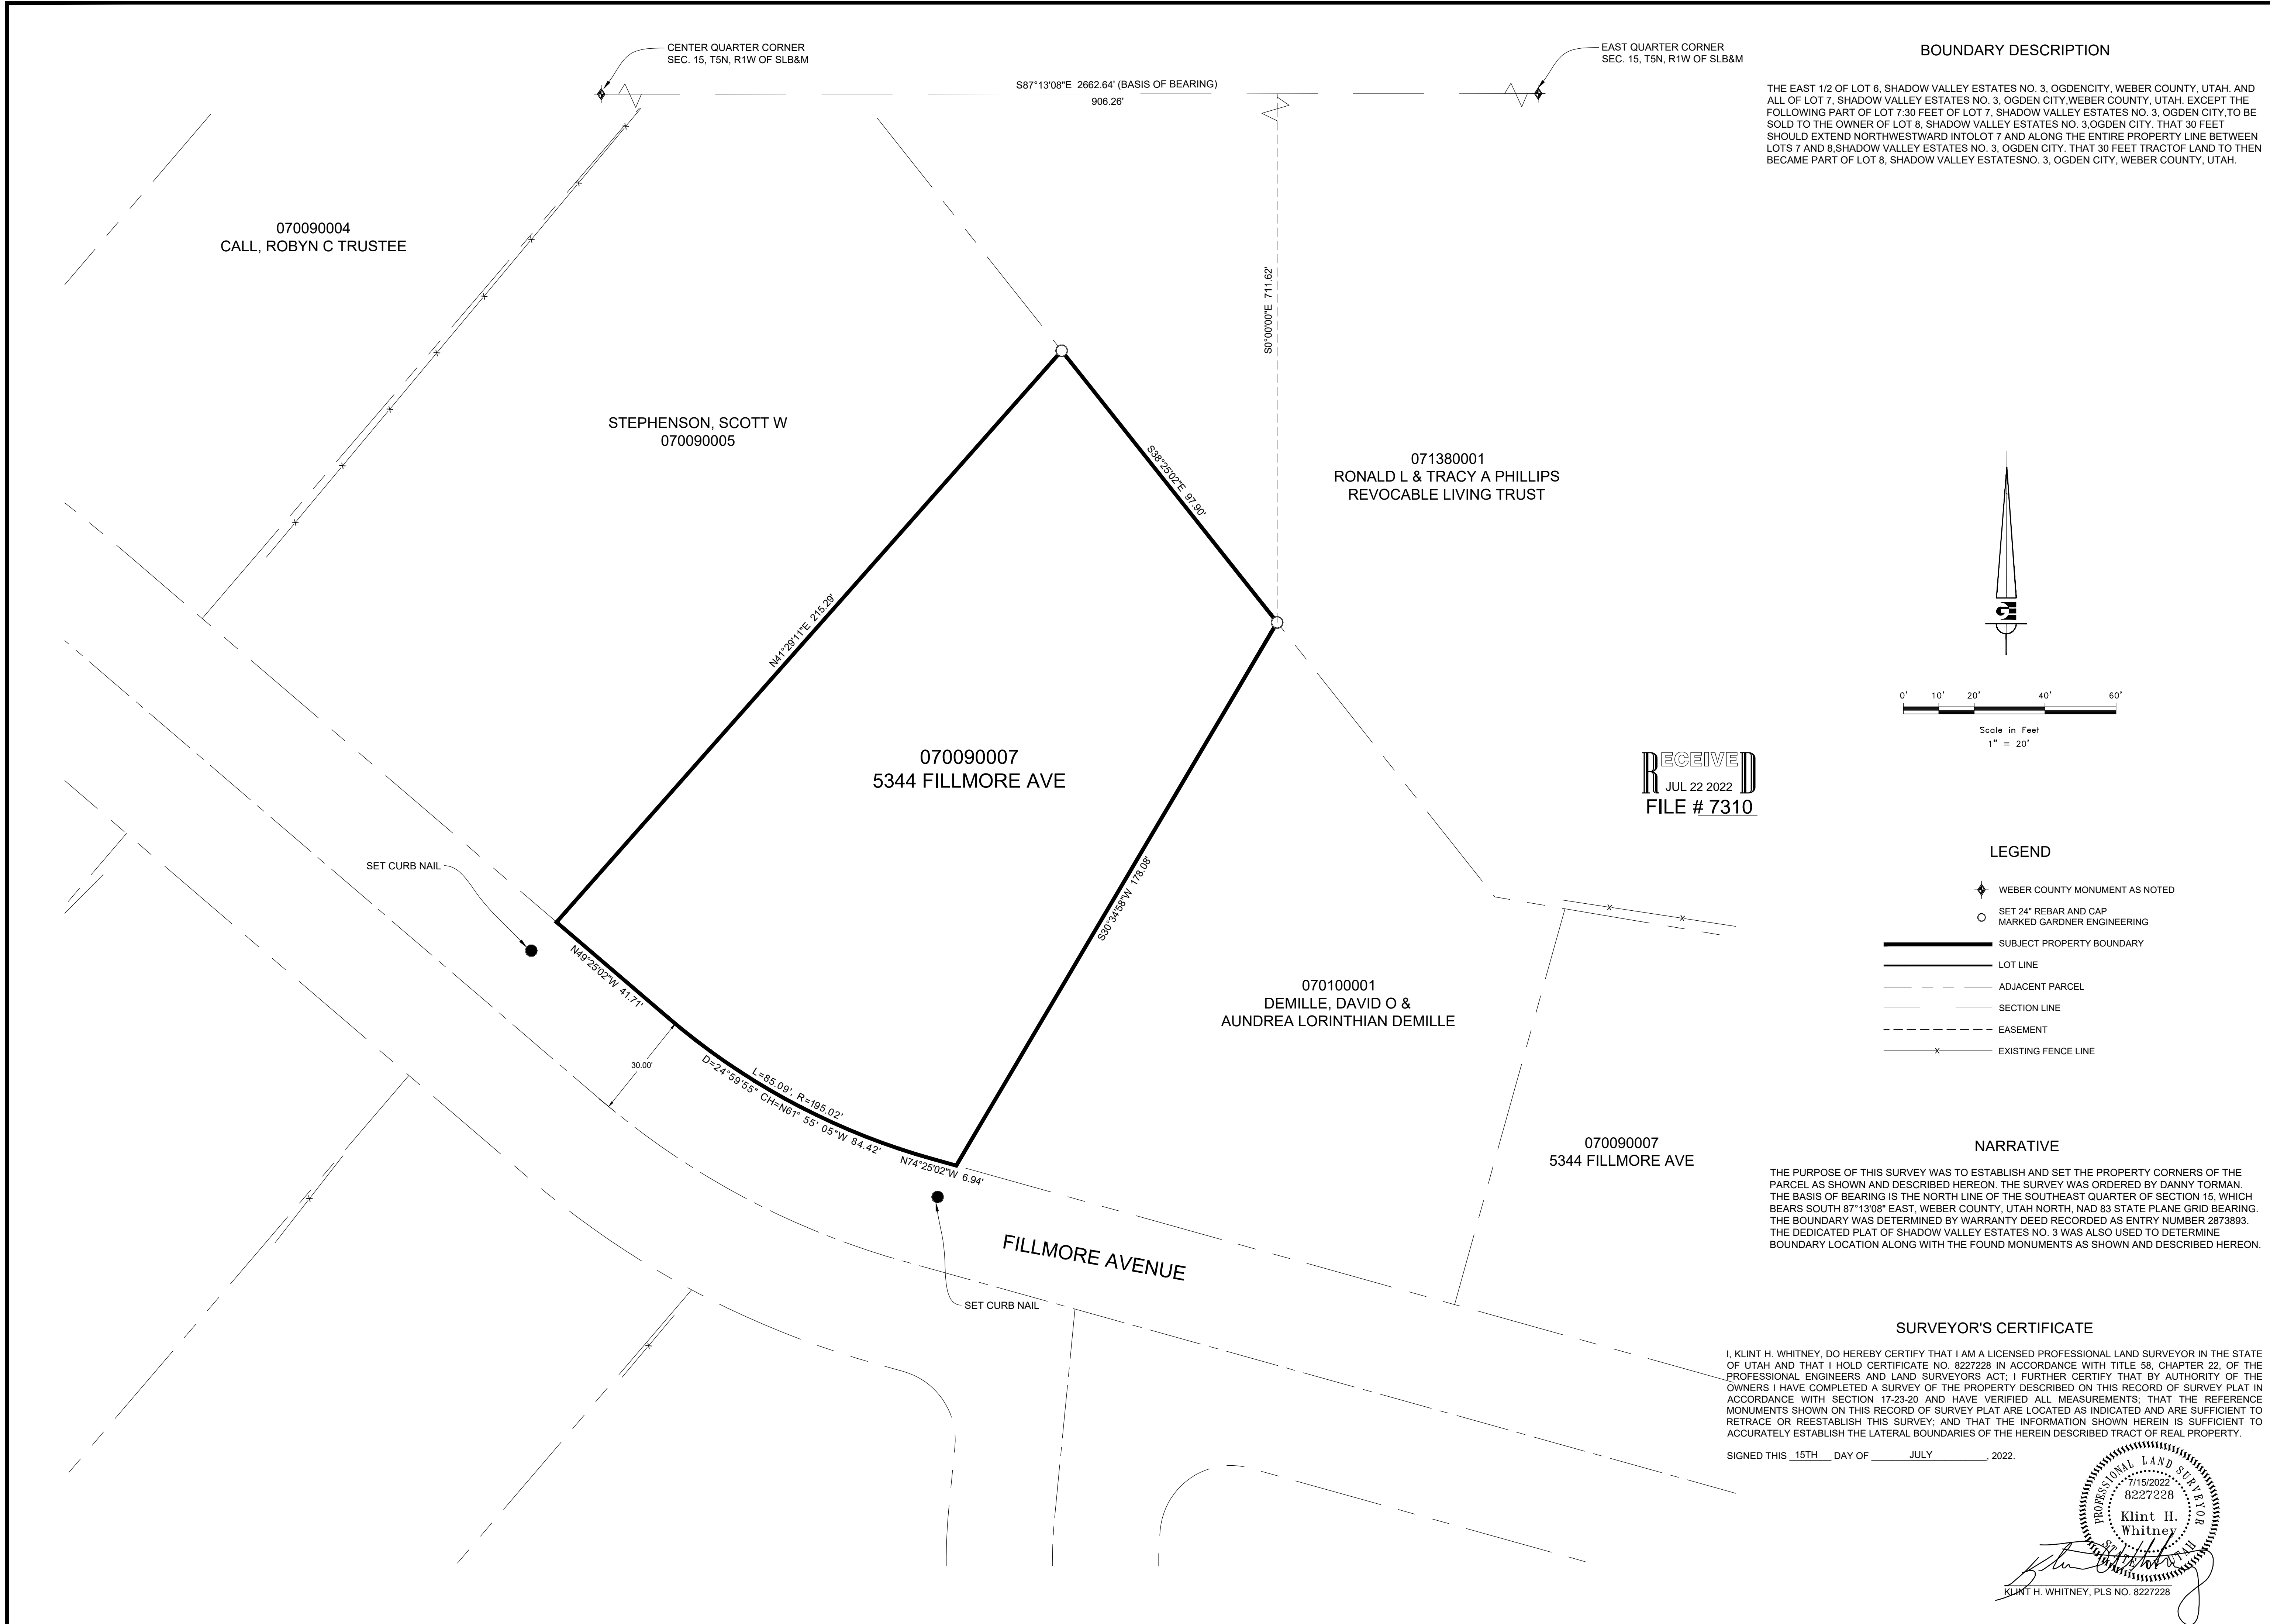 CENTER QUARTER CORNER
SEC. 15, T5N, R1W OF SLB&M
S87°13'08"E 2662.64' (BASIS OF BEARING)
906.26'
EAST QUARTER CORNER
SEC. 15, T5N, R1W OF SLB&M
BOUNDARY DESCRIPTION
THE EAST 1/2 OF LOT 6, SHADOW VALLEY ESTATES NO. 3, OGDENCITY, WEBER COUNTY, UTAH. AND
ALL OF LOT 7, SHADOW VALLEY ESTATES NO. 3, OGDEN CITY,WEBER COUNTY, UTAH. EXCEPT THE
FOLLOWING PART OF LOT 7:30 FEET OF LOT 7, SHADOW VALLEY ESTATES NO. 3, OGDEN CITY,TO BE
SOLD TO THE OWNER OF LOT 8, SHADOW VALLEY ESTATES NO. 3,OGDEN CITY. THAT 30 FEET
SHOULD EXTEND NORTHWESTWARD INTOLOT 7 AND ALONG THE ENTIRE PROPERTY LINE BETWEEN
LOTS 7 AND 8,SHADOW VALLEY ESTATES NO. 3, OGDEN CITY. THAT 30 FEET TRACTOF LAND TO THEN
BECAME PART OF LOT 8, SHADOW VALLEY ESTATESNO. 3, OGDEN CITY, WEBER COUNTY, UTAH.
070090004
CALL, ROBYN C TRUSTEE
S0°00'00"E 711.62'
STEPHENSON, SCOTT W
070090005
S38°25'02"E 97.90'
071380001
RONALD L & TRACY A PHILLIPS
REVOCABLE LIVING TRUST
N41°29'11"E 215.29'
G
0' 10' 20' 40' 60'
Scale in Feet
1" = 20'
070090007
5344 FILLMORE AVE
RECEIVED
JUL 22 2022
FILE # 7310
SET CURB NAIL
S30°34'58"W 178.08'
LEGEND
WEBER COUNTY MONUMENT AS NOTED
SET 24" REBAR AND CAP
MARKED GARDNER ENGINEERING
SUBJECT PROPERTY BOUNDARY
LOT LINE
ADJACENT PARCEL
SECTION LINE
EASEMENT
EXISTING FENCE LINE
N49°25'02"W 41.71'
070100001
DEMILLE, DAVID O &
AUNDREA LORINTHIAN DEMILLE
30.00'
L=85.09', R=195.02'
D=24°59'55" CH=N61° 55' 05"W 84.42'
N74°25'02"W 6.94'
070090007
5344 FILLMORE AVE
FILLMORE AVENUE
SET CURB NAIL
NARRATIVE
THE PURPOSE OF THIS SURVEY WAS TO ESTABLISH AND SET THE PROPERTY CORNERS OF THE
PARCEL AS SHOWN AND DESCRIBED HEREON. THE SURVEY WAS ORDERED BY DANNY TORMAN.
THE BASIS OF BEARING IS THE NORTH LINE OF THE SOUTHEAST QUARTER OF SECTION 15, WHICH
BEARS SOUTH 87°13'08" EAST, WEBER COUNTY, UTAH NORTH, NAD 83 STATE PLANE GRID BEARING.
THE BOUNDARY WAS DETERMINED BY WARRANTY DEED RECORDED AS ENTRY NUMBER 2873893.
THE DEDICATED PLAT OF SHADOW VALLEY ESTATES NO. 3 WAS ALSO USED TO DETERMINE
BOUNDARY LOCATION ALONG WITH THE FOUND MONUMENTS AS SHOWN AND DESCRIBED HEREON.
SURVEYOR'S CERTIFICATE
I, KLINT H. WHITNEY, DO HEREBY CERTIFY THAT I AM A LICENSED PROFESSIONAL LAND SURVEYOR IN THE STATE
OF UTAH AND THAT I HOLD CERTIFICATE NO. 8227228 IN ACCORDANCE WITH TITLE 58, CHAPTER 22, OF THE
PROFESSIONAL ENGINEERS AND LAND SURVEYORS ACT; I FURTHER CERTIFY THAT BY AUTHORITY OF THE
OWNERS I HAVE COMPLETED A SURVEY OF THE PROPERTY DESCRIBED ON THIS RECORD OF SURVEY PLAT IN
ACCORDANCE WITH SECTION 17-23-20 AND HAVE VERIFIED ALL MEASUREMENTS; THAT THE REFERENCE
MONUMENTS SHOWN ON THIS RECORD OF SURVEY PLAT ARE LOCATED AS INDICATED AND ARE SUFFICIENT TO
RETRACE OR REESTABLISH THIS SURVEY; AND THAT THE INFORMATION SHOWN HEREIN IS SUFFICIENT TO
ACCURATELY ESTABLISH THE LATERAL BOUNDARIES OF THE HEREIN DESCRIBED TRACT OF REAL PROPERTY.
SIGNED THIS 15TH DAY OF JULY, 2022.
PROFESSIONAL LAND SURVEYOR
7/15/2022
8227228
Klint H.
Whitney
STATE OF UTAH
KLINT H. WHITNEY, PLS NO. 8227228